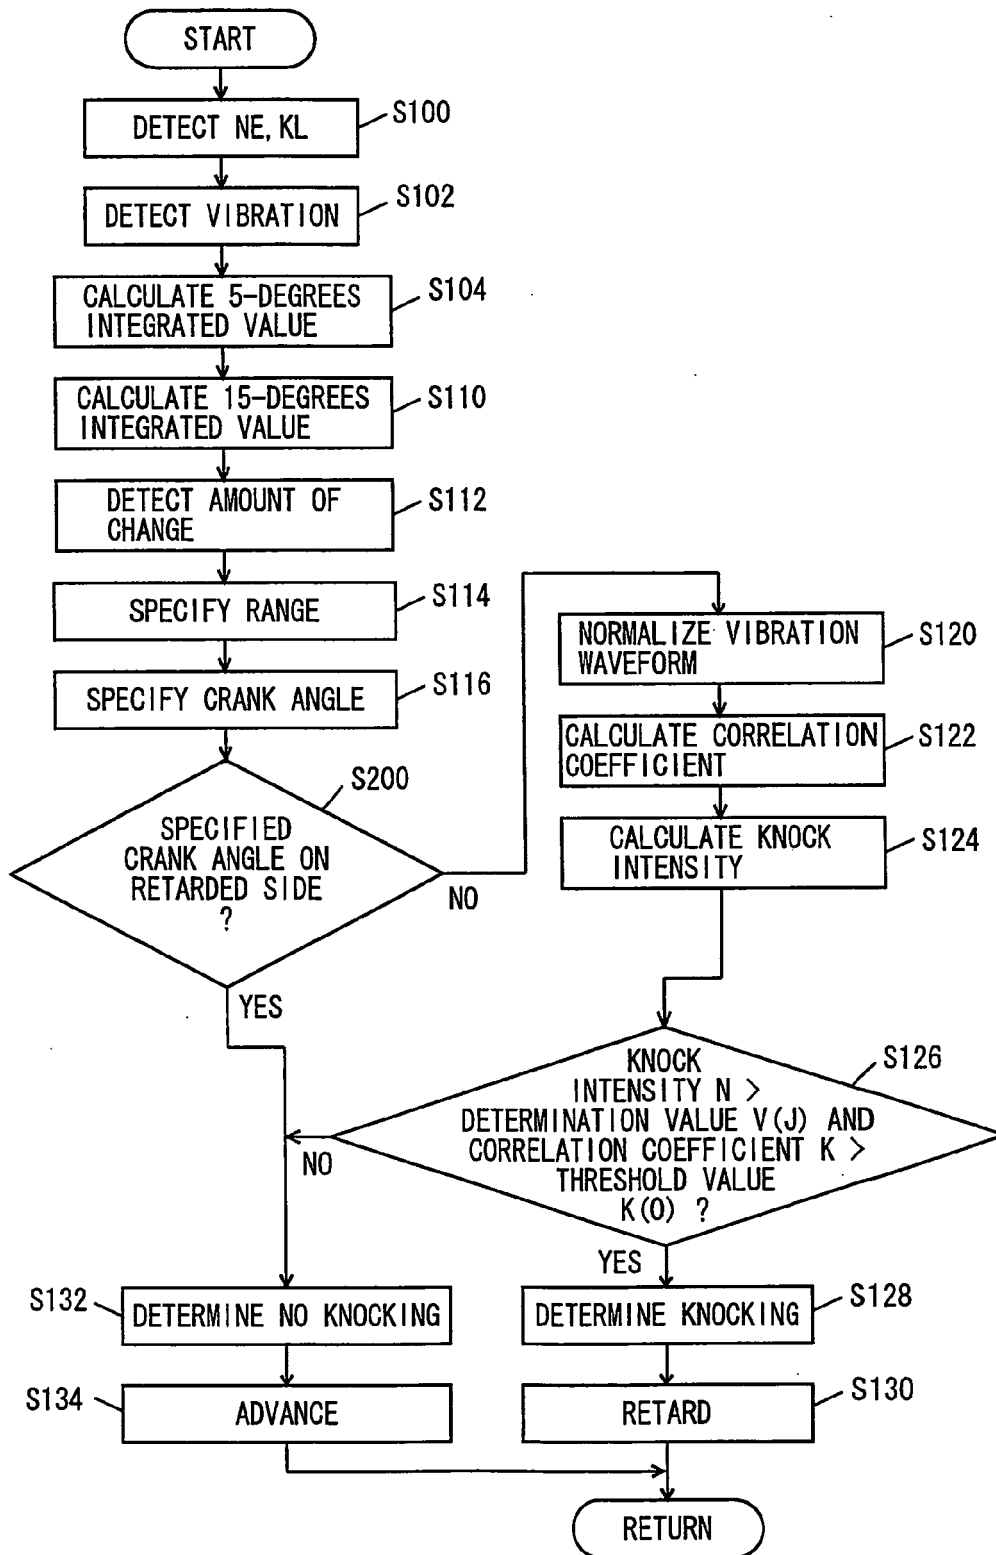 START
DETECT NE, KL
S100
DETECT VIBRATION
S102
CALCULATE 5-DEGREES
INTEGRATED VALUE
S104
CALCULATE 15-DEGREES
INTEGRATED VALUE
S110
DETECT AMOUNT OF
CHANGE
S112
SPECIFY RANGE
S114
SPECIFY CRANK ANGLE
S116
SPECIFIED
CRANK ANGLE ON
RETARDED SIDE
?
S200
NO
YES
NORMALIZE VIBRATION
WAVEFORM
S120
CALCULATE CORRELATION
COEFFICIENT
S122
CALCULATE KNOCK
INTENSITY
S124
KNOCK
INTENSITY N >
DETERMINATION VALUE V(J) AND
CORRELATION COEFFICIENT K >
THRESHOLD VALUE
K(0) ?
S126
NO
YES
S132
DETERMINE NO KNOCKING
DETERMINE KNOCKING
S128
S134
ADVANCE
RETARD
S130
RETURN